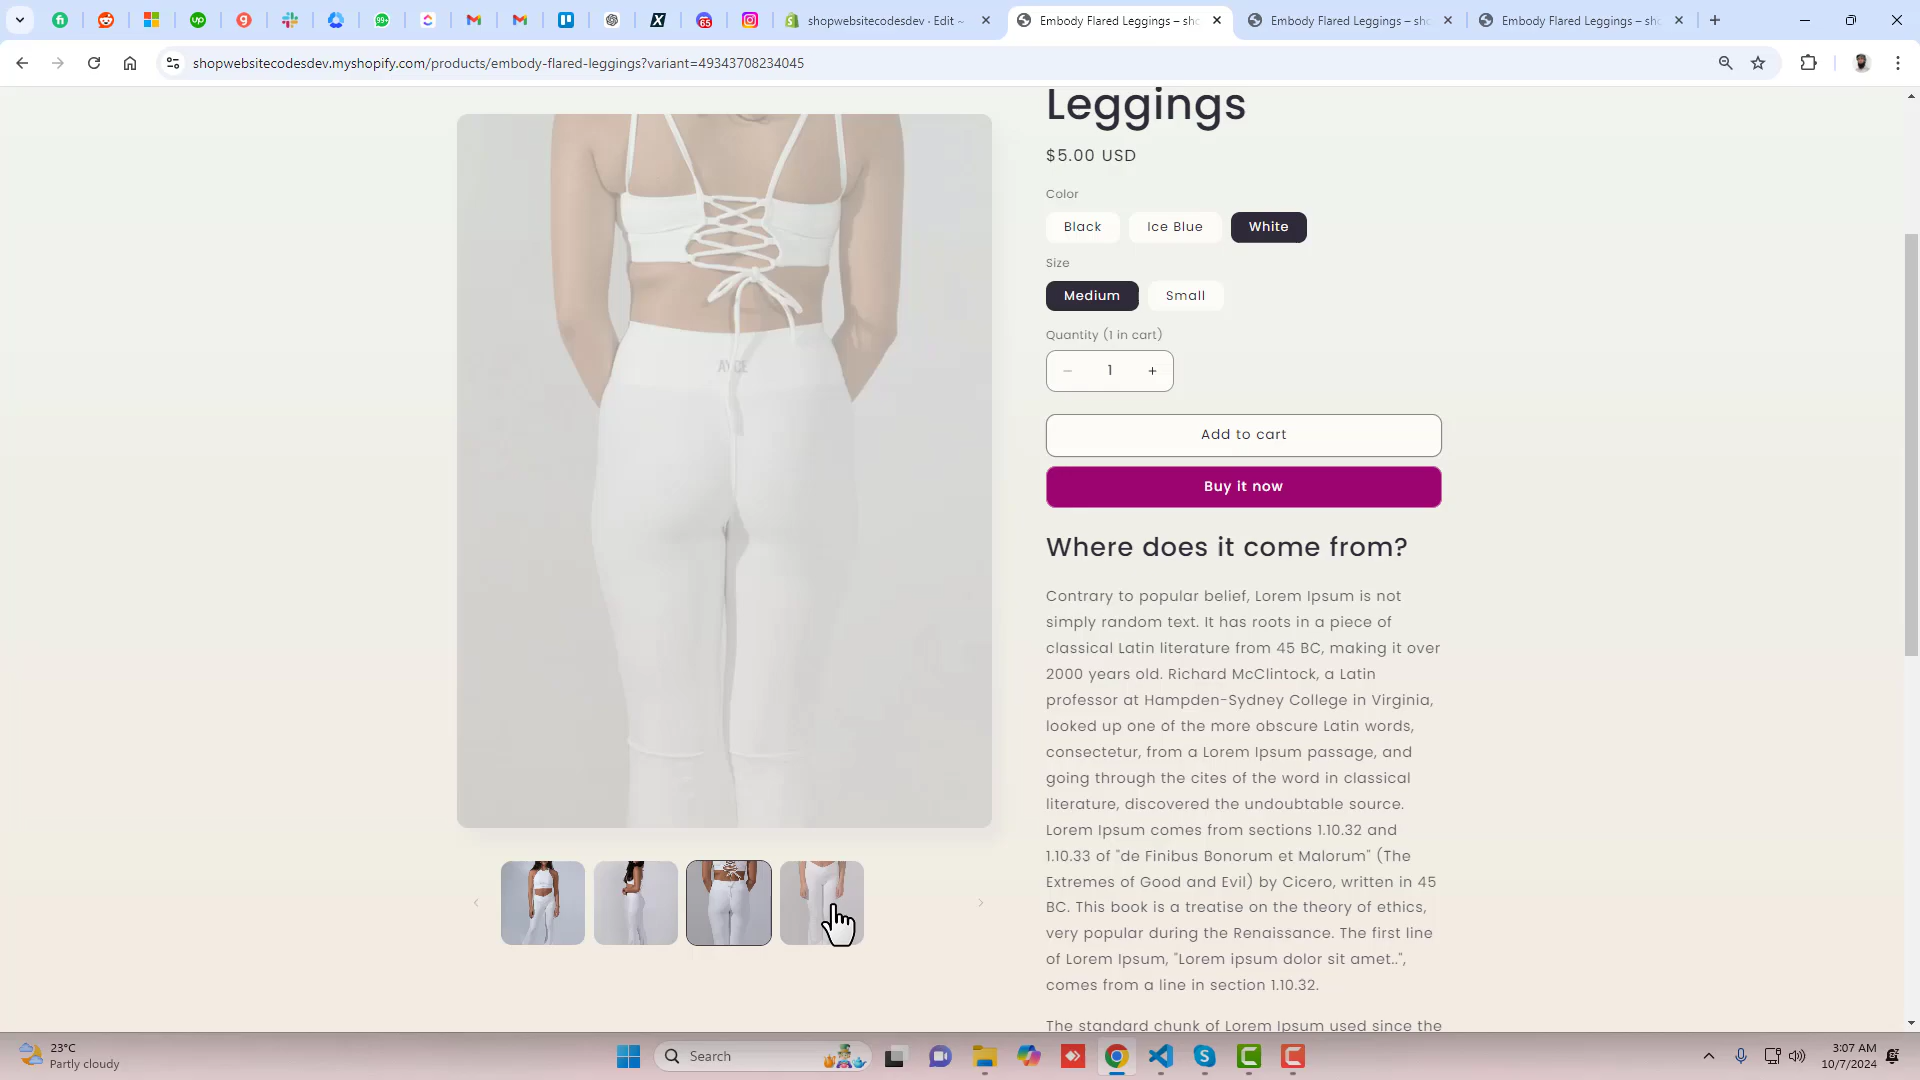 shopwebsitecodesdev - Edit ~
Embody Flared Leggings – sho
Embody Flared Leggings – sho
Embody Flared Leggings – sho
shopwebsitecodesdev.myshopify.com/products/embody-flared-leggings?variant=49343708234045
Leggings
$5.00 USD
Color
Black
Ice Blue
White
Size
Medium
Small
Quantity (1 in cart)
1
Add to cart
Buy it now
Where does it come from?
Contrary to popular belief, Lorem Ipsum is not
simply random text. It has roots in a piece of
classical Latin literature from 45 BC, making it over
2000 years old. Richard McClintock, a Latin
professor at Hampden-Sydney College in Virginia,
looked up one of the more obscure Latin words,
consectetur, from a Lorem Ipsum passage, and
going through the cites of the word in classical
literature, discovered the undoubtable source.
Lorem Ipsum comes from sections 1.10.32 and
1.10.33 of "de Finibus Bonorum et Malorum" (The
Extremes of Good and Evil) by Cicero, written in 45
BC. This book is a treatise on the theory of ethics,
very popular during the Renaissance. The first line
of Lorem Ipsum, "Lorem ipsum dolor sit amet..",
comes from a line in section 1.10.32.
The standard chunk of Lorem Ipsum used since the
23°C
Partly cloudy
Search
3:07 AM
10/7/2024